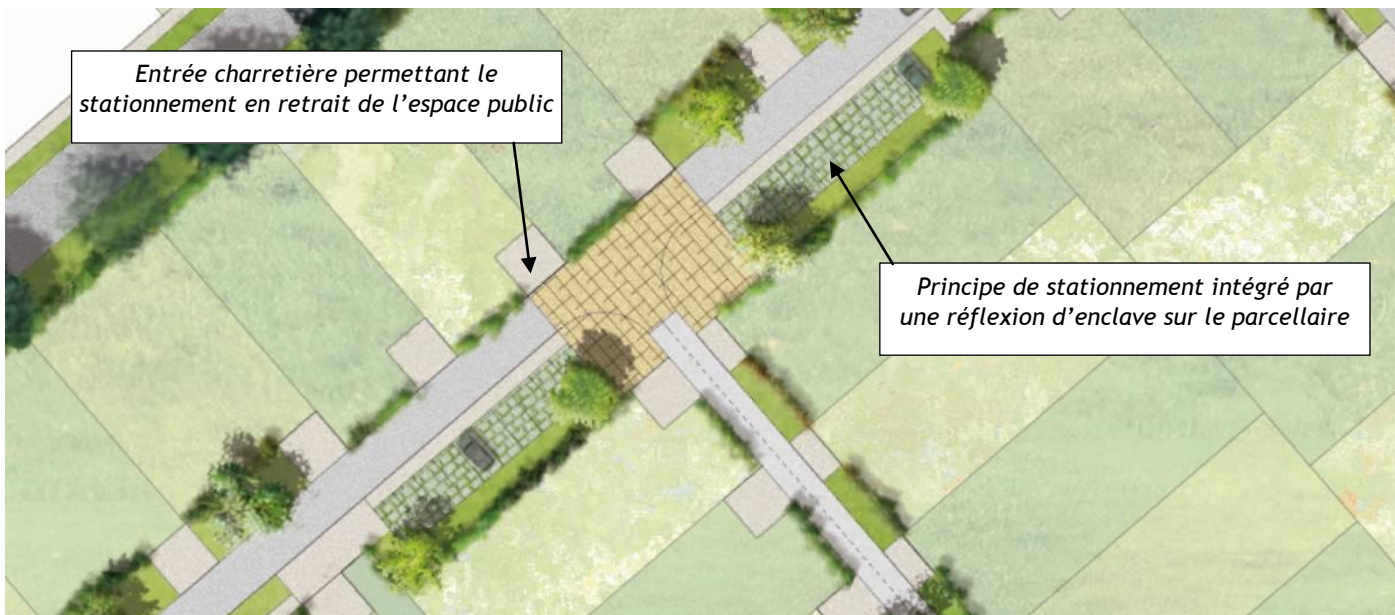 Entrée charretière permettant le
stationnement en retrait de l’espace public
Principe de stationnement intégré par
une réflexion d’enclave sur le parcellaire